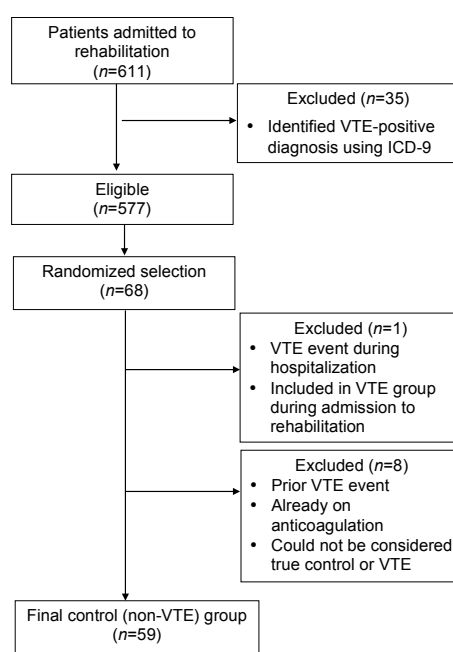 Patients admitted to
rehabilitation
(n=611)
Excluded (n=35)
• Identified VTE-positive
diagnosis using ICD-9
Eligible
(n=577)
Randomized selection
(n=68)
Excluded (n=1)
• VTE event during
hospitalization
• Included in VTE group
during admission to
rehabilitation
Excluded (n=8)
• Prior VTE event
• Already on
anticoagulation
• Could not be considered
true control or VTE
Final control (non-VTE) group
(n=59)